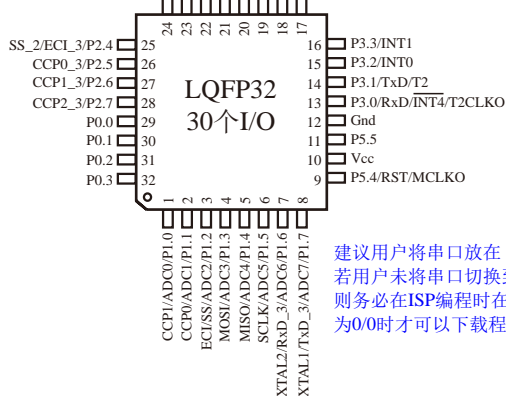 24 23 22 21 20 19 18 17
SS_2/ECI_3/P2.4 25
CCP0_3/P2.5 26
CCP1_3/P2.6 27
CCP2_3/P2.7 28
P0.0 29
P0.1 30
P0.2 31
P0.3 32
LQFP32
30个I/O
16 P3.3/INT1
15 P3.2/INT0
14 P3.1/TxD/T2
13 P3.0/RxD/INT4/T2CLKO
12 Gnd
11 P5.5
10 Vcc
9 P5.4/RST/MCLKO
1 CCP1/ADC0/P1.0
2 CCP0/ADC1/P1.1
3 ECI/SS/ADC2/P1.2
4 MOSI/ADC3/P1.3
5 MISO/ADC4/P1.4
6 SCLK/ADC5/P1.5
7 XTAL2/RxD_3/ADC6/P1.6
8 XTAL1/TxD_3/ADC7/P1.7
建议用户将串口放在
若用户未将串口切换到
则务必在ISP编程时在
为0/0时才可以下载程